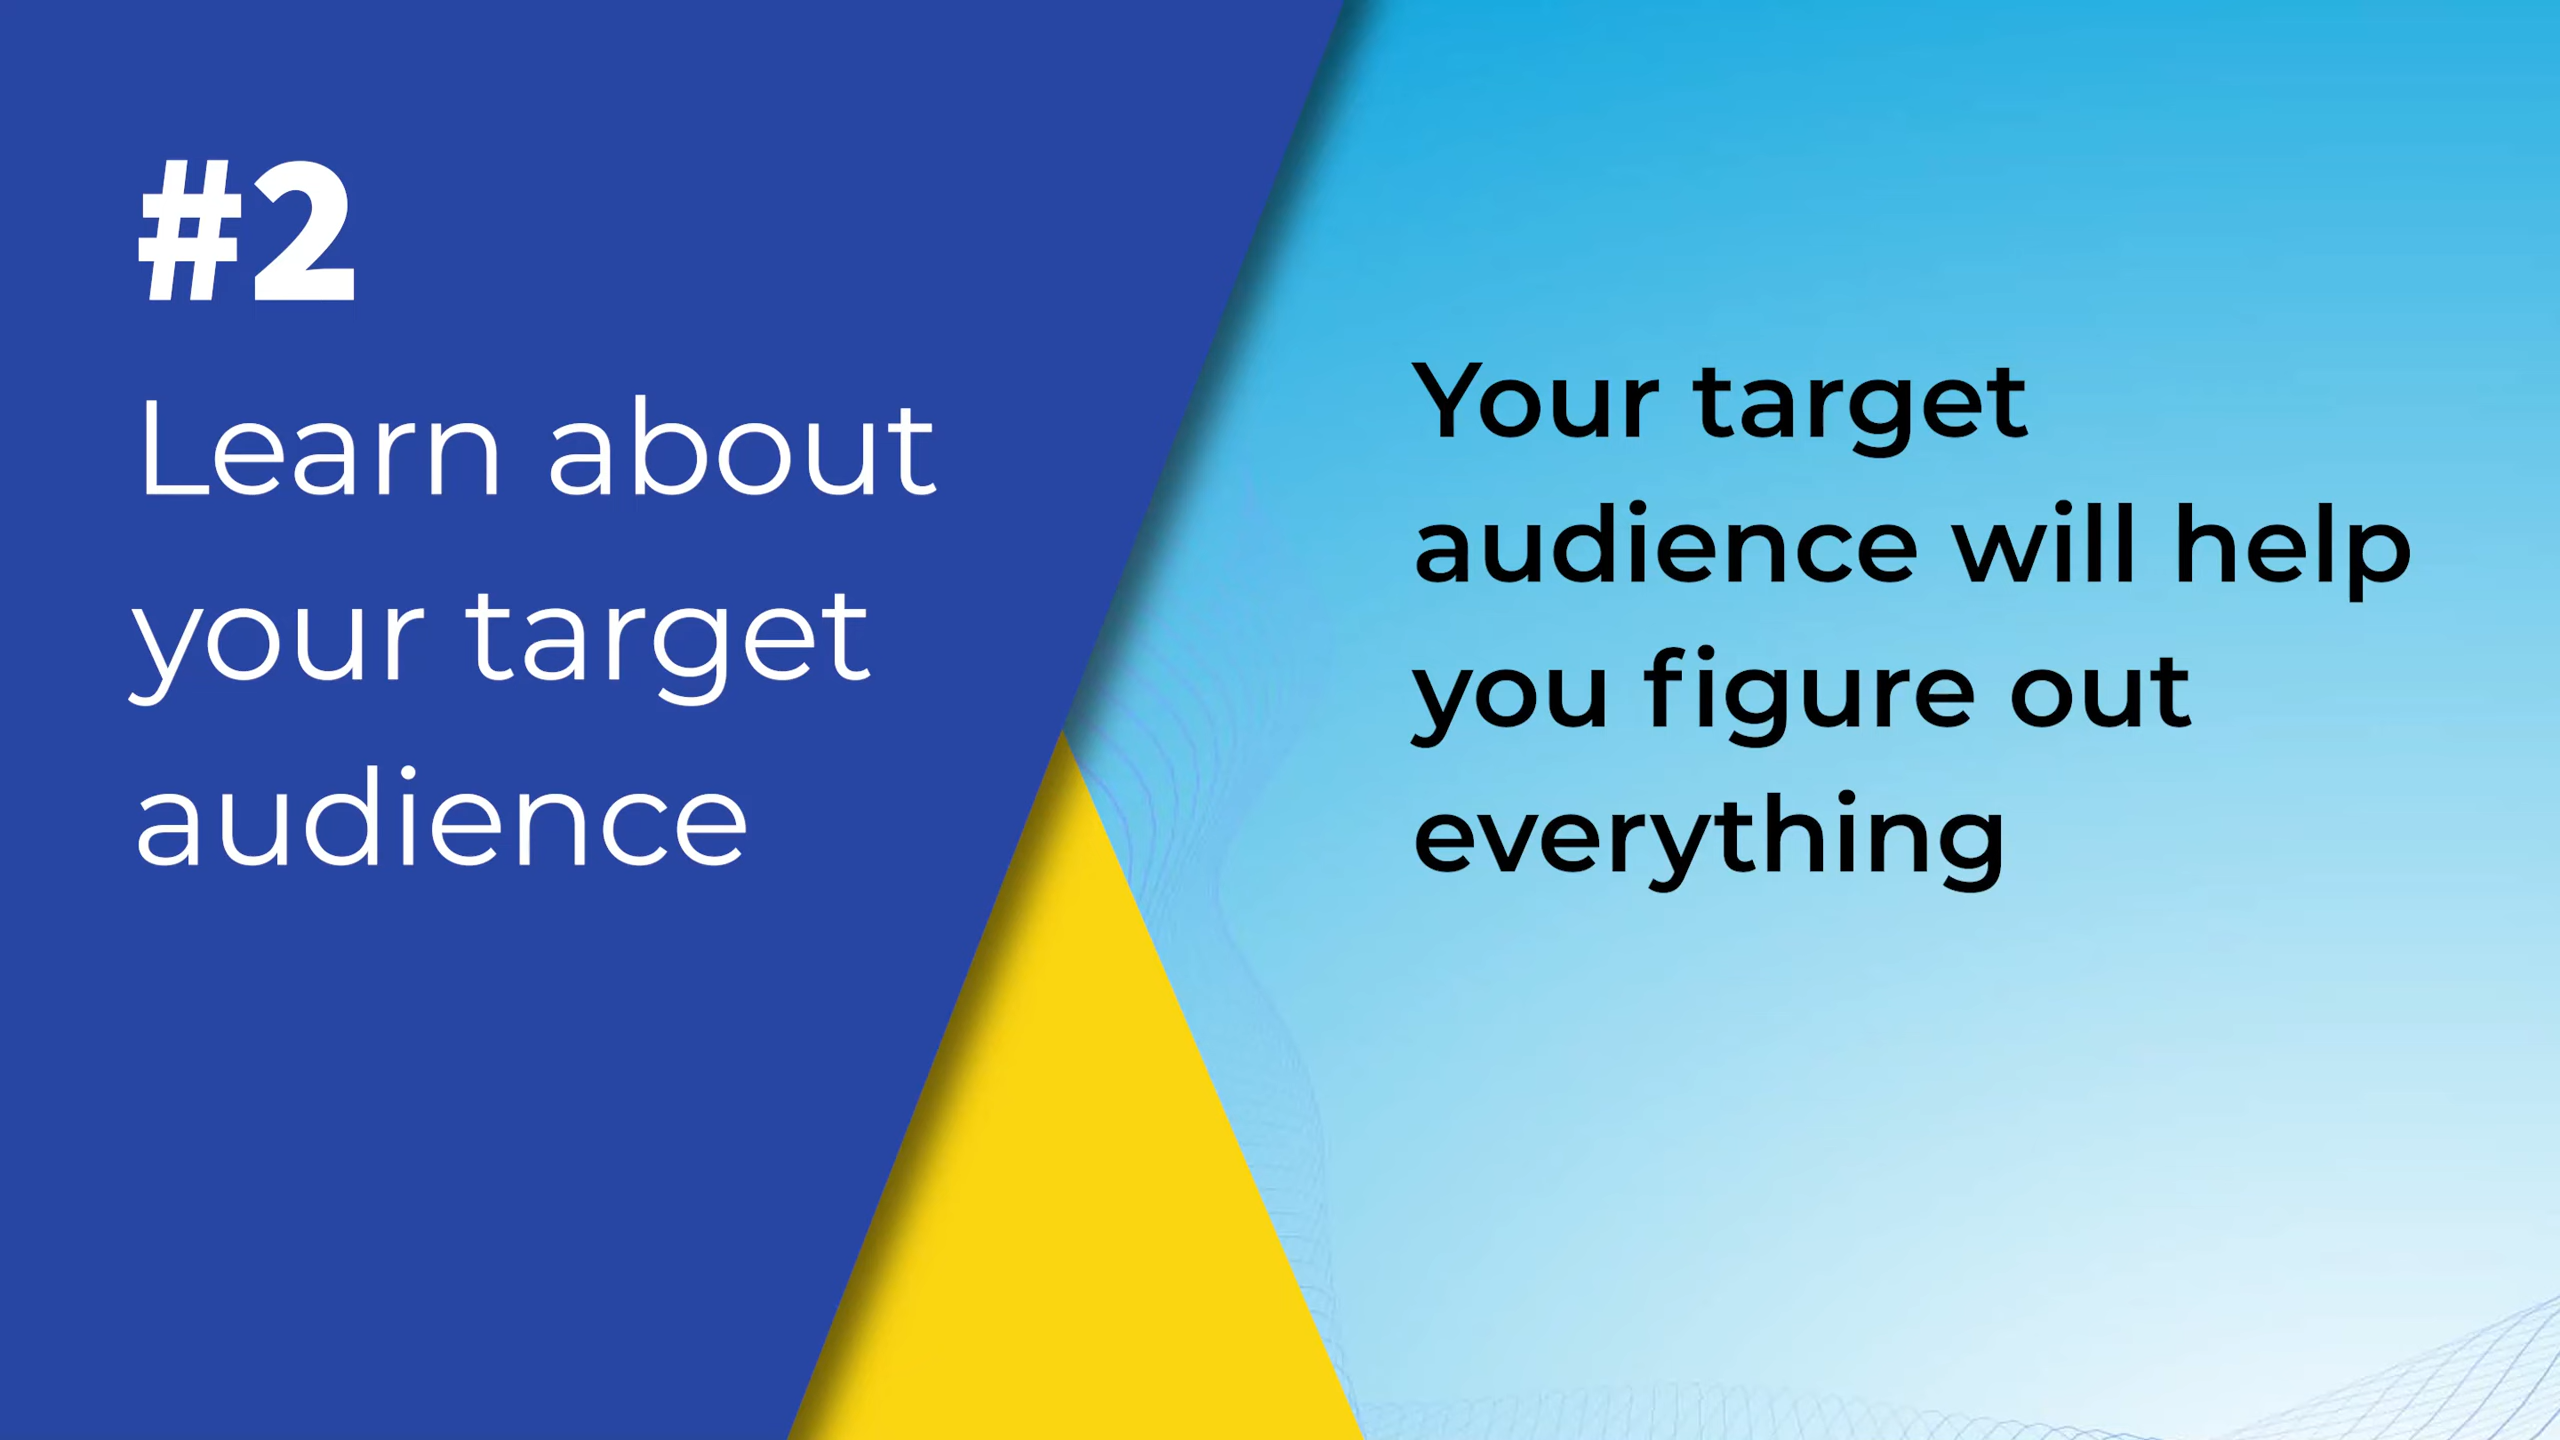 #2
Learn about
your target
audience
Your target
audience will help
you figure out
everything